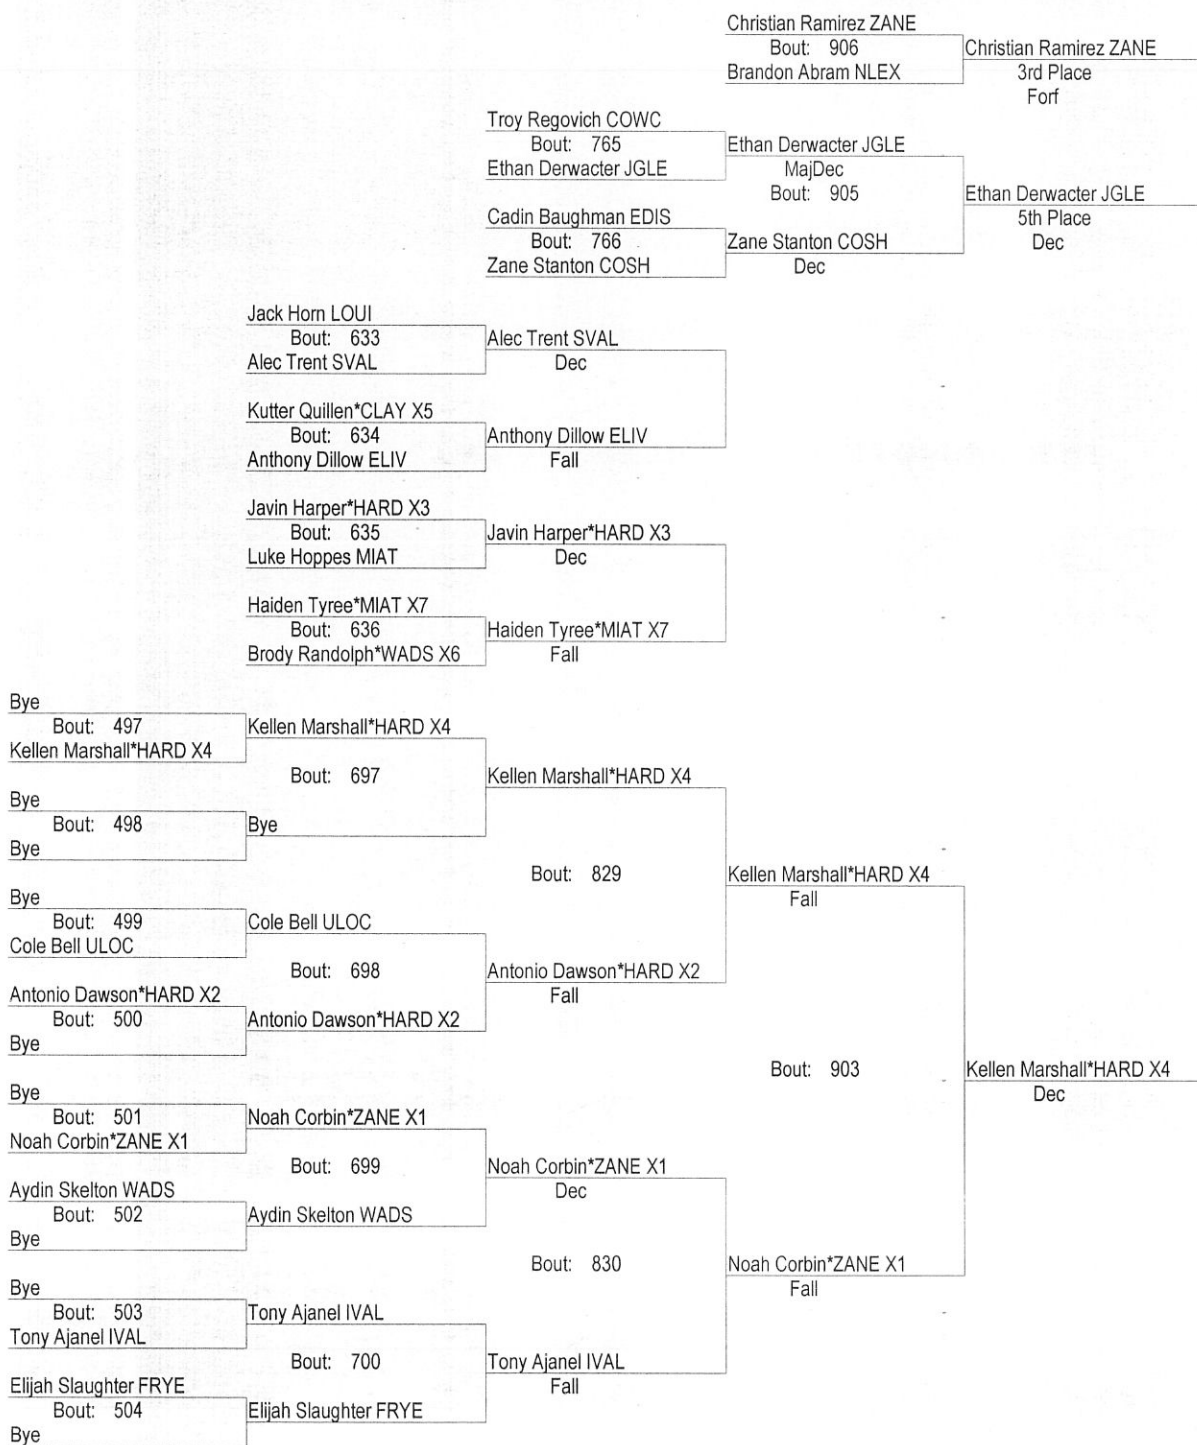 Christian Ramirez ZANE
Bout: 906
Brandon Abram NLEX
Christian Ramirez ZANE
3rd Place
Forf
Troy Regovich COWC
Bout: 765
Ethan Derwacter JGLE
Ethan Derwacter JGLE
MajDec
Bout: 905
Ethan Derwacter JGLE
5th Place
Dec
Cadin Baughman EDIS
Bout: 766
Zane Stanton COSH
Zane Stanton COSH
Dec
Jack Horn LOUI
Bout: 633
Alec Trent SVAL
Alec Trent SVAL
Dec
Kutter Quillen*CLAY X5
Bout: 634
Anthony Dillow ELIV
Anthony Dillow ELIV
Fall
Javin Harper*HARD X3
Bout: 635
Luke Hoppes MIAT
Javin Harper*HARD X3
Dec
Haiden Tyree*MIAT X7
Bout: 636
Brody Randolph*WADS X6
Haiden Tyree*MIAT X7
Fall
Bye
Bout: 497
Kellen Marshall*HARD X4
Kellen Marshall*HARD X4
Bout: 697
Kellen Marshall*HARD X4
Bye
Bout: 498
Bye
Bye
Bout: 829
Kellen Marshall*HARD X4
Fall
Bye
Bout: 499
Cole Bell ULOC
Cole Bell ULOC
Bout: 698
Antonio Dawson*HARD X2
Fall
Antonio Dawson*HARD X2
Bout: 500
Bye
Antonio Dawson*HARD X2
Bout: 903
Kellen Marshall*HARD X4
Dec
Bye
Bout: 501
Noah Corbin*ZANE X1
Noah Corbin*ZANE X1
Bout: 699
Noah Corbin*ZANE X1
Dec
Aydin Skelton WADS
Bout: 502
Bye
Aydin Skelton WADS
Bout: 830
Noah Corbin*ZANE X1
Fall
Bye
Bout: 503
Tony Ajanel IVAL
Tony Ajanel IVAL
Bout: 700
Tony Ajanel IVAL
Fall
Elijah Slaughter FRYE
Bout: 504
Bye
Elijah Slaughter FRYE